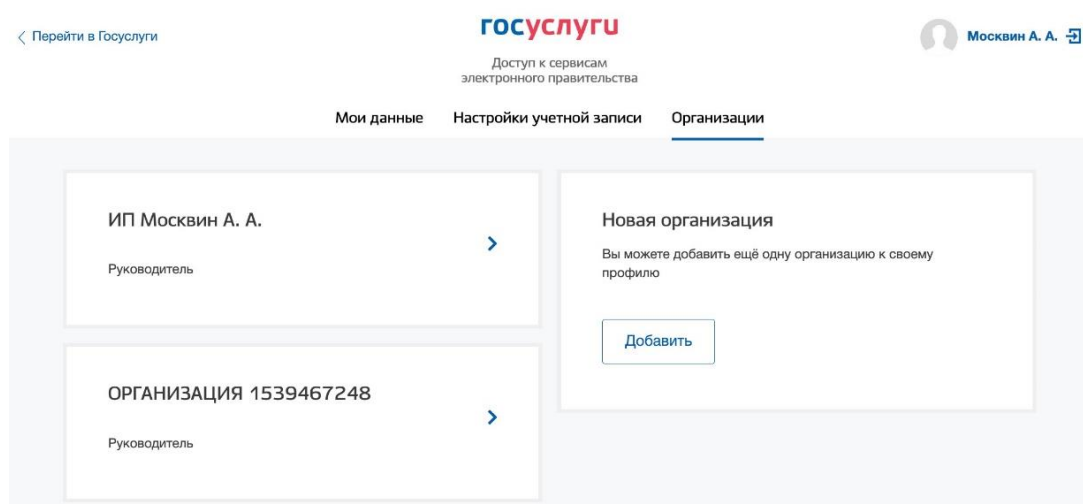 Перейти в Госуслуги
госуслуги
Москвин А. А.
Доступ к сервисам
электронного правительства
Мои данные Настройки учетной записи Организации
ИП Москвин А. А.
Руководитель
Новая организация
Вы можете добавить ещё одну организацию к своему
профилю
Добавить
ОРГАНИЗАЦИЯ 1539467248
Руководитель